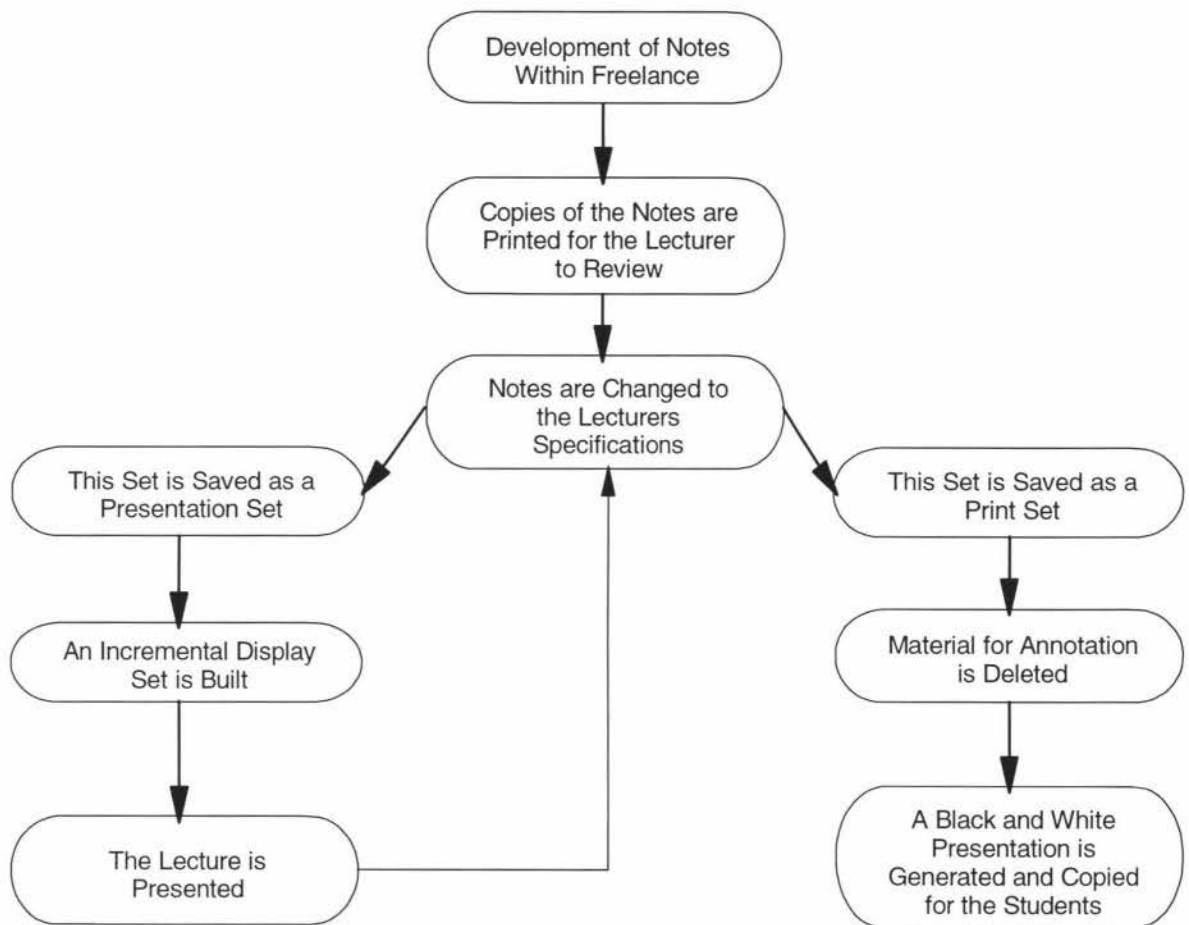 Development of Notes
Within Freelance
Copies of the Notes are
Printed for the Lecturer
to Review
Notes are Changed to
the Lecturers
Specifications
This Set is Saved as a
Presentation Set
This Set is Saved as a
Print Set
An Incremental Display
Set is Built
Material for Annotation
is Deleted
The Lecture is
Presented
A Black and White
Presentation is
Generated and Copied
for the Students